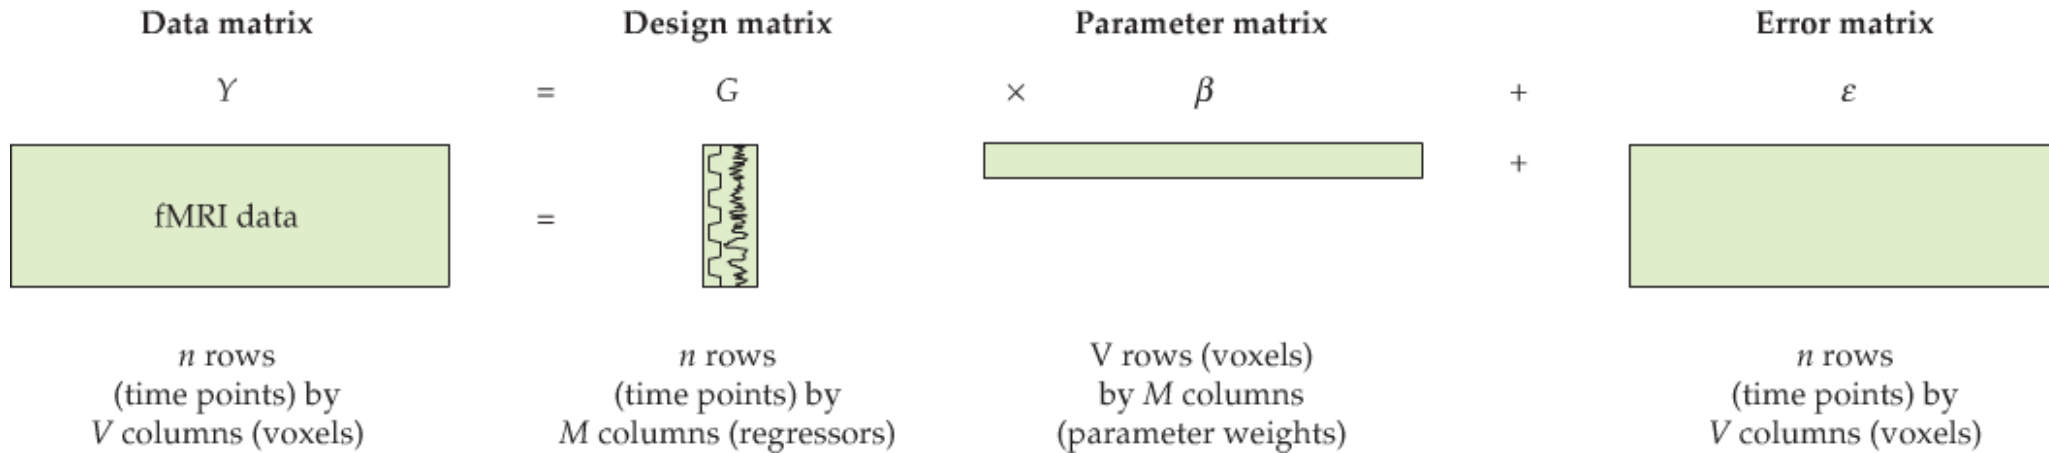 Data matrix Design matrix Parameter matrix Error matrix
Y = G × β + ε
fMRI data = +
n rows
(time points) by
V columns (voxels)
n rows
(time points) by
M columns (regressors)
V rows (voxels)
by M columns
(parameter weights)
n rows
(time points) by
V columns (voxels)